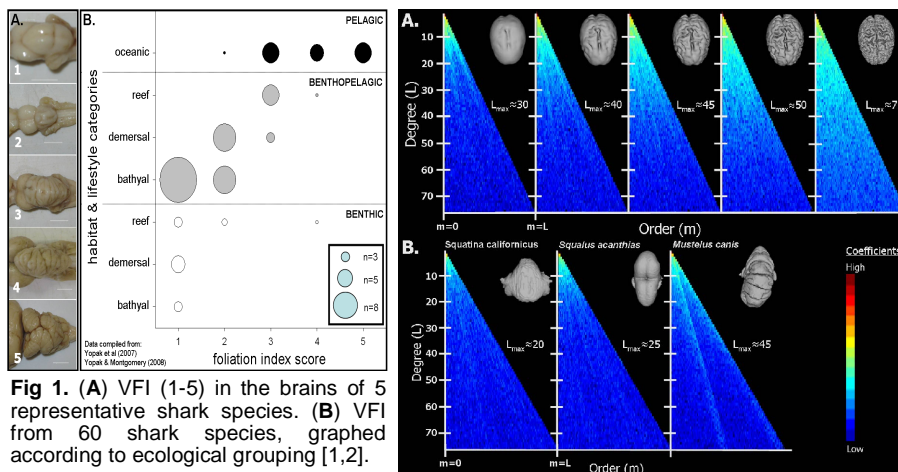 A.
1
2
3
4
5
B.
PELAGIC
oceanic
BENTHOPELAGIC
reef
demersal
bathyal
BENTHIC
reef
demersal
bathyal
habitat & lifestyle categories
n=3
n=5
n=8
1 2 3 4 5
foliation index score
Data compiled from:
Yopak et al (2007)
Yopak & Montgomery (2008)
Fig 1. (A) VFI (1-5) in the brains of 5
representative shark species. (B) VFI
from 60 shark species, graphed
according to ecological grouping [1,2].
A.
Degree (L)
10
20
30
40
50
60
70
Lmax≈30
Lmax≈40
Lmax≈45
Lmax≈50
Lmax≈7
m=0
m=L
Order (m)
B.
Squatina californicus
Squalus acanthias
Mustelus canis
Degree (L)
10
20
30
40
50
60
70
Lmax≈20
Lmax≈25
Lmax≈45
m=0
m=L
Order (m)
Coefficients
High
Low